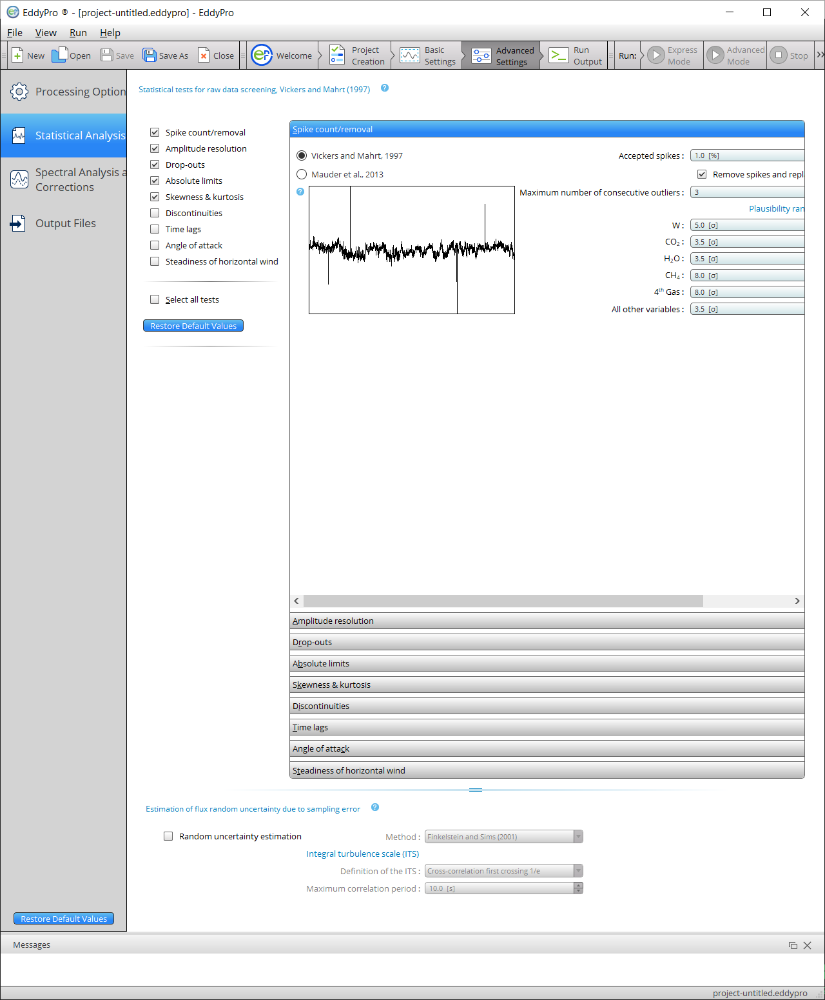 EddyPro ® - [project-untitled.eddypro] - EddyPro
File View Run Help
New Open Save Save As Close Welcome Project Creation Basic Settings Advanced Settings Run Output Run: Express Mode Advanced Mode Stop
Processing Option
Statistical Analysis
Spectral Analysis a
Corrections
Output Files
Restore Default Values
Statistical tests for raw data screening, Vickers and Mahrt (1997) ?
Spike count/removal
Amplitude resolution
Drop-outs
Absolute limits
Skewness & kurtosis
Discontinuities
Time lags
Angle of attack
Steadiness of horizontal wind
Select all tests
Restore Default Values
Spike count/removal
Vickers and Mahrt, 1997
Mauder et al., 2013
?
Accepted spikes : 1.0 [%]
Remove spikes and repl
Maximum number of consecutive outliers : 3
Plausibility ran
W : 5.0 [σ]
CO₂ : 3.5 [σ]
H₂O : 3.5 [σ]
CH₄ : 8.0 [σ]
4th Gas : 8.0 [σ]
All other variables : 3.5 [σ]
Amplitude resolution
Drop-outs
Absolute limits
Skewness & kurtosis
Discontinuities
Time lags
Angle of attack
Steadiness of horizontal wind
Estimation of flux random uncertainty due to sampling error ?
Random uncertainty estimation
Method : Finkelstein and Sims (2001)
Integral turbulence scale (ITS)
Definition of the ITS : Cross-correlation first crossing 1/e
Maximum correlation period : 10.0 [s]
Messages
project-untitled.eddypro